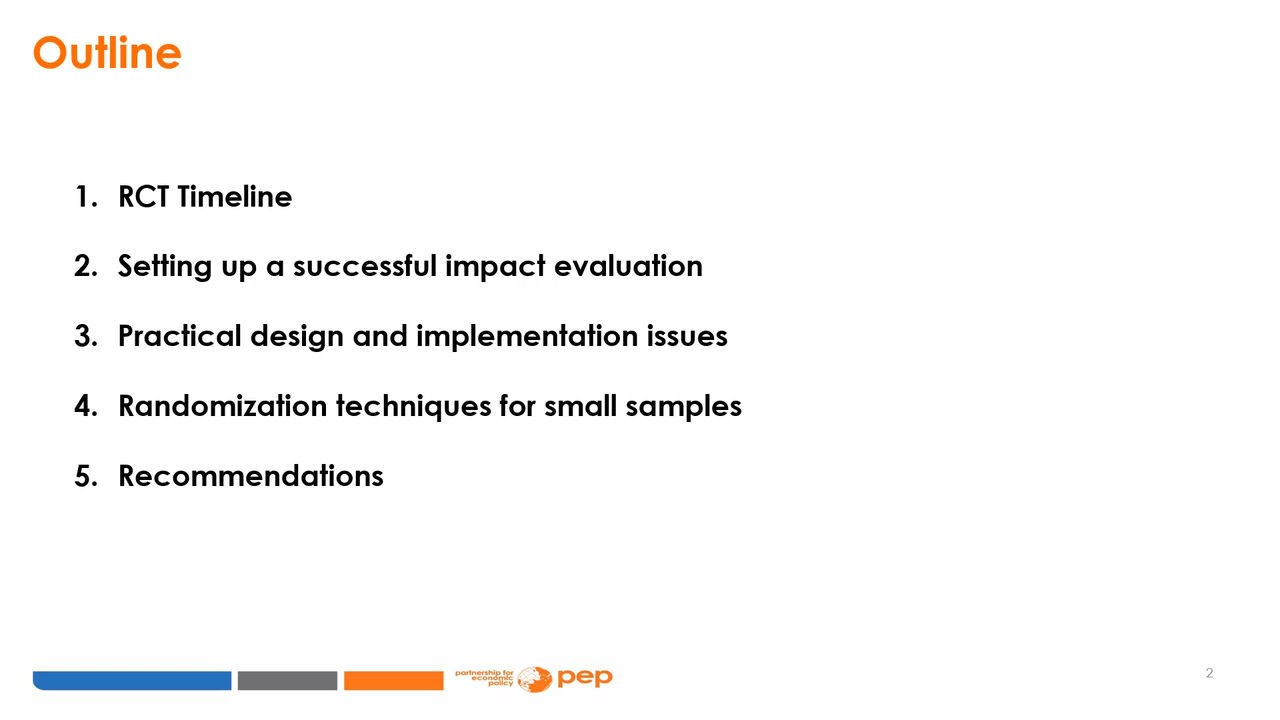 Outline
1. RCT Timeline
2. Setting up a successful impact evaluation
3. Practical design and implementation issues
4. Randomization techniques for small samples
5. Recommendations
partnership for
economic
policy
pep
2